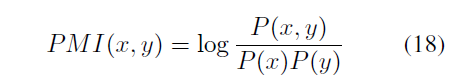 PMI(x, y) = log P(x, y) / P(x)P(y) (18)